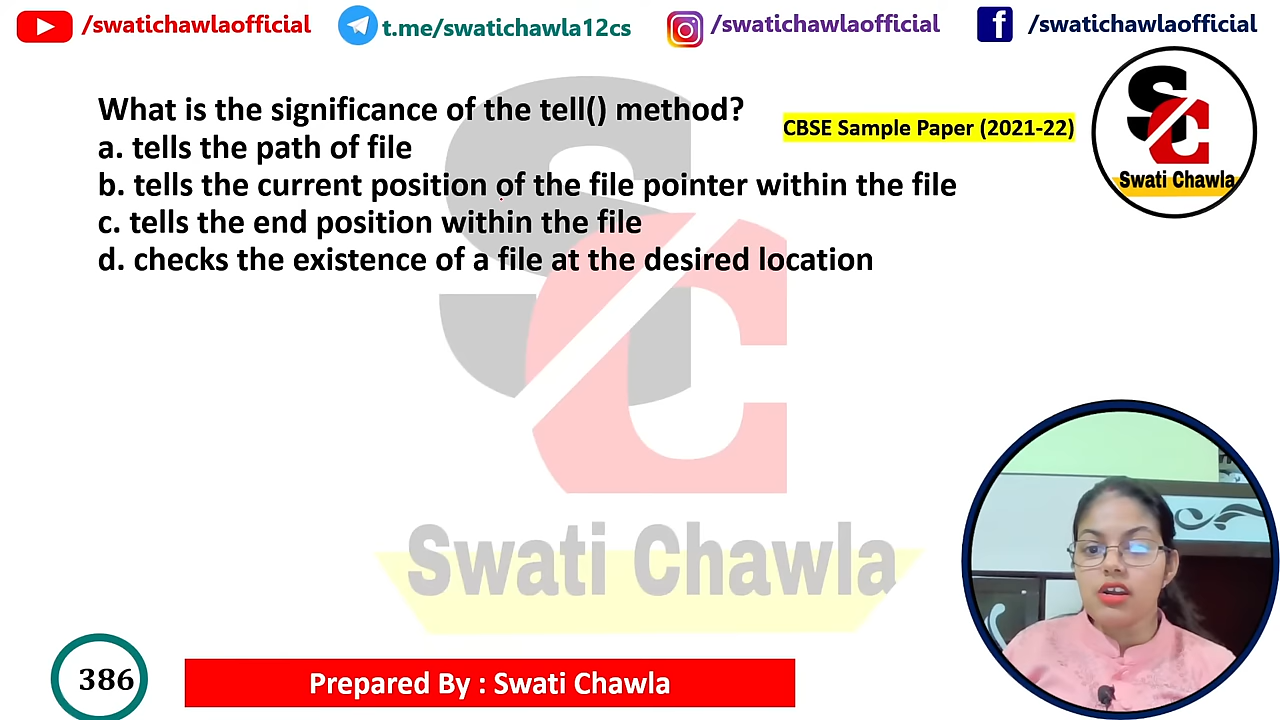 /swatichawlaofficial
t.me/swatichawla12cs
/swatichawlaofficial
/swatichawlaofficial
What is the significance of the tell() method?
CBSE Sample Paper (2021-22)
a. tells the path of file
b. tells the current position of the file pointer within the file
c. tells the end position within the file
d. checks the existence of a file at the desired location
SC
Swati Chawla
SC
Swati Chawla
386
Prepared By : Swati Chawla